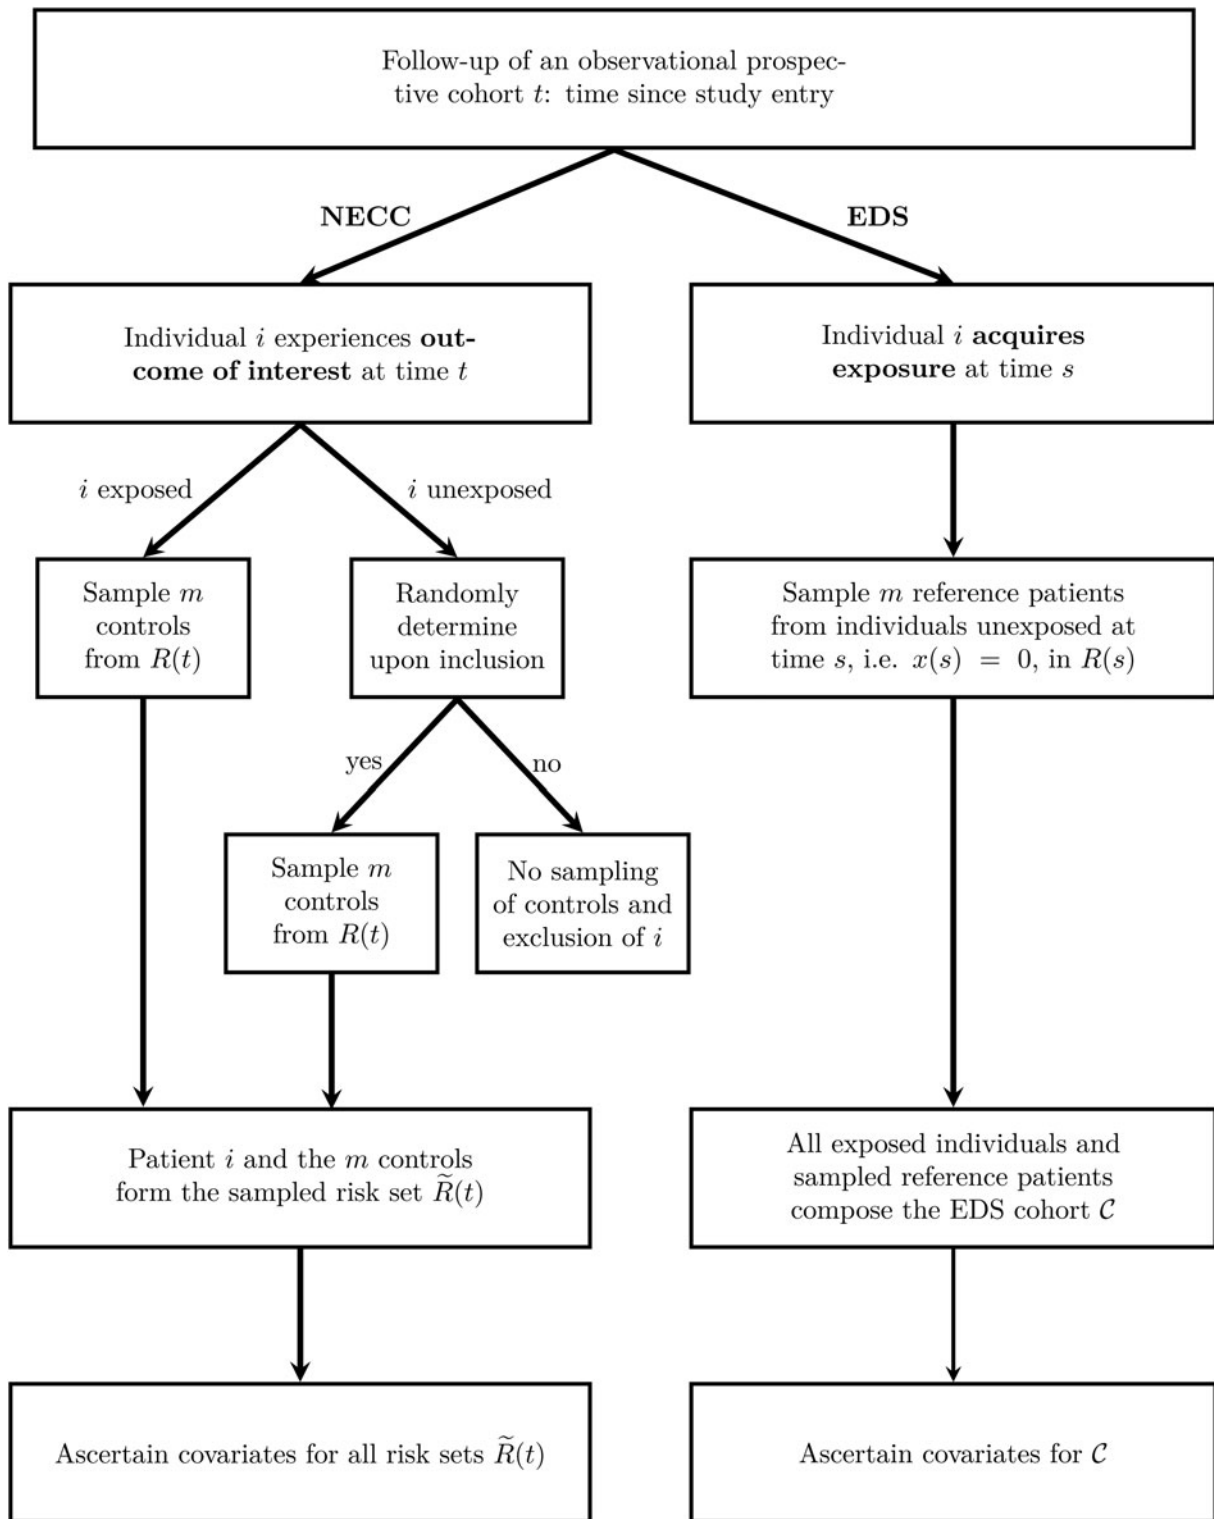 Follow-up of an observational prospec-
tive cohort t: time since study entry
NECC
EDS
Individual i experiences out-
come of interest at time t
Individual i acquires
exposure at time s
i exposed
i unexposed
Sample m
controls
from R(t)
Randomly
determine
upon inclusion
Sample m reference patients
from individuals unexposed at
time s, i.e. x(s) = 0, in R(s)
yes
no
Sample m
controls
from R(t)
No sampling
of controls and
exclusion of i
Patient i and the m controls
form the sampled risk set R̃(t)
All exposed individuals and
sampled reference patients
compose the EDS cohort 𝒞
Ascertain covariates for all risk sets R̃(t)
Ascertain covariates for 𝒞